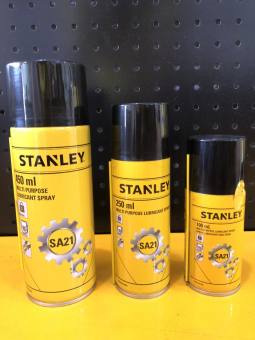 STANLEY
450 ml
MULTI-PURPOSE
LUBRICANT SPRAY
SA21
STANLEY
250 ml
MULTI-PURPOSE LUBRICANT SPRAY
SA21
STANLEY
100 ml
SA21